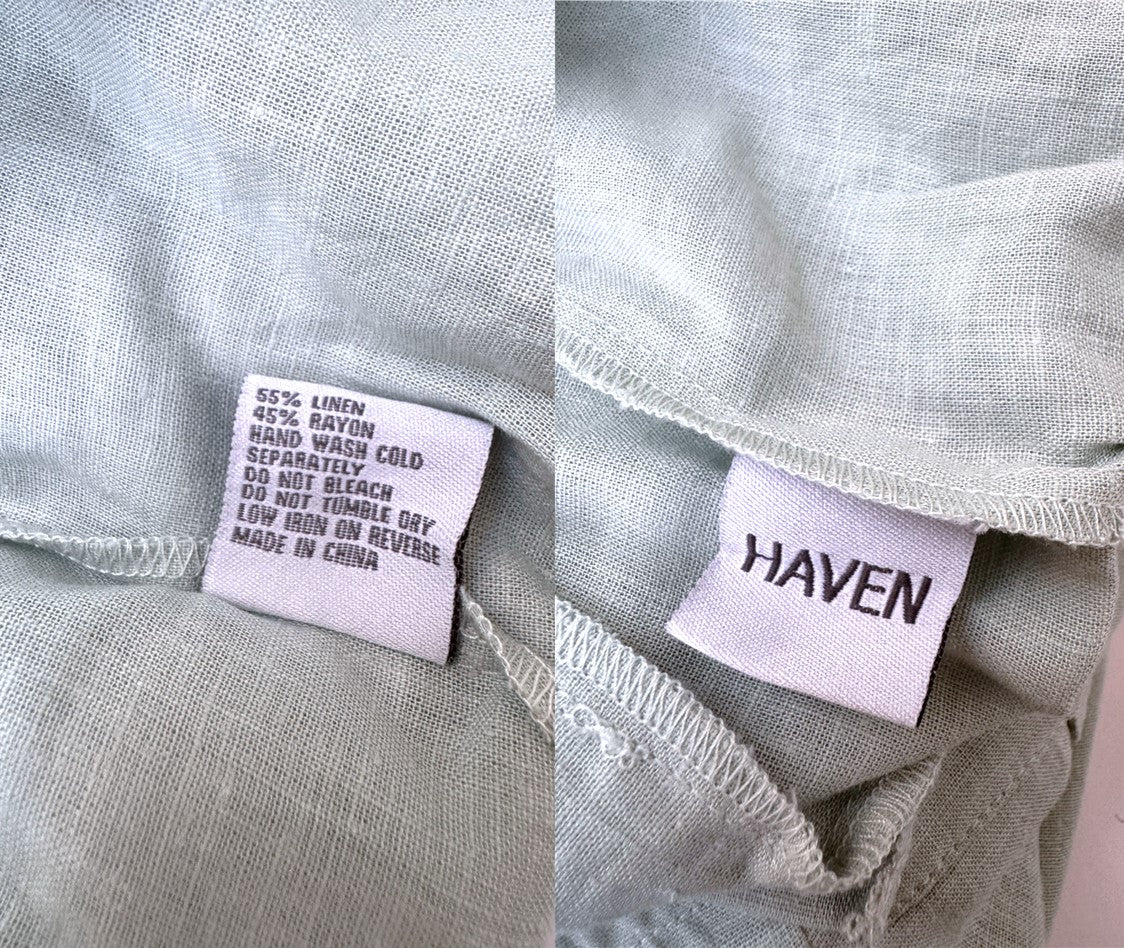 55% LINEN
45% RAYON
HAND WASH COLD
SEPARATELY
DO NOT BLEACH
DO NOT TUMBLE DRY
LOW IRON ON REVERSE
MADE IN CHINA
HAVEN